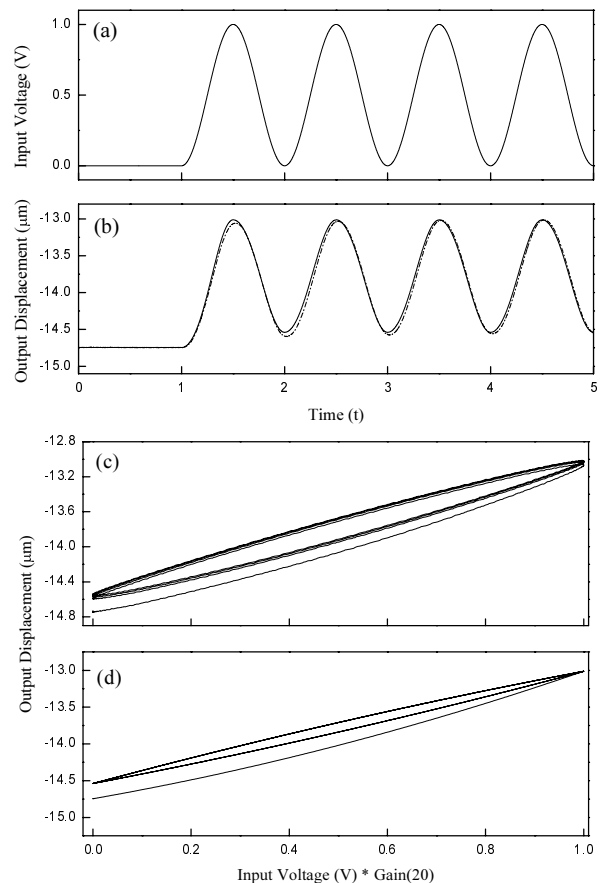 (a)
Input Voltage (V)
1.0
0.5
0.0
(b)
Output Displacement (μm)
-13.0
-13.5
-14.0
-14.5
-15.0
0 1 2 3 4 5
Time (t)
(c)
Output Displacement (μm)
-12.8
-13.2
-13.6
-14.0
-14.4
-14.8
(d)
-13.0
-13.5
-14.0
-14.5
-15.0
0.0 0.2 0.4 0.6 0.8 1.0
Input Voltage (V) * Gain(20)